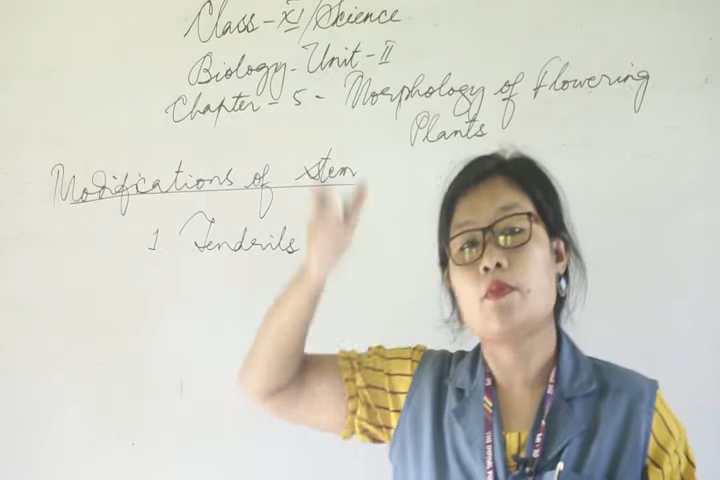 Class-XI/Science
Biology-Unit-II
Chapter-5-Morphology of Flowering
Plants
Modifications of Stem
1 Tendrils